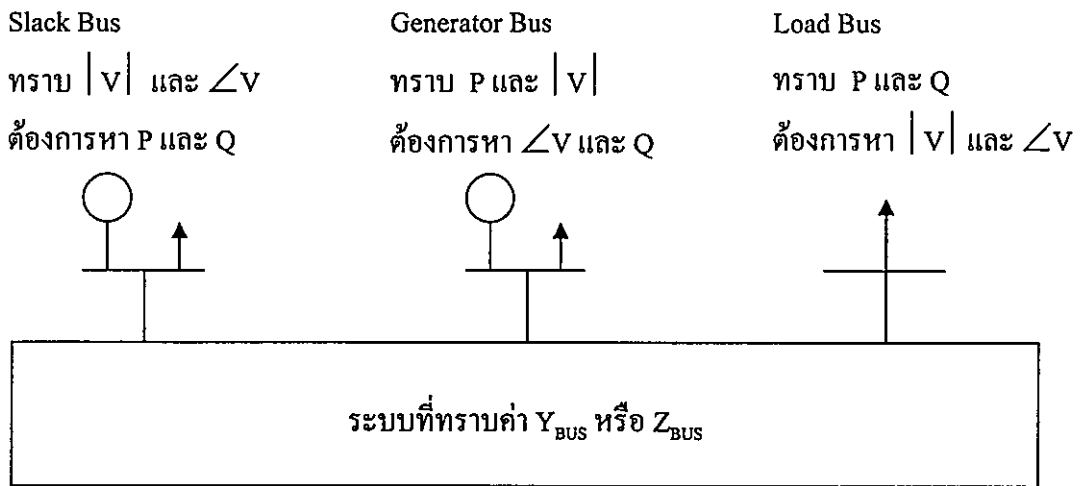 Slack Bus
ทราบ |V| และ ∠V
ต้องการหา P และ Q
Generator Bus
ทราบ P และ |V|
ต้องการหา ∠V และ Q
Load Bus
ทราบ P และ Q
ต้องการหา |V| และ ∠V
ระบบที่ทราบค่า Y_BUS หรือ Z_BUS